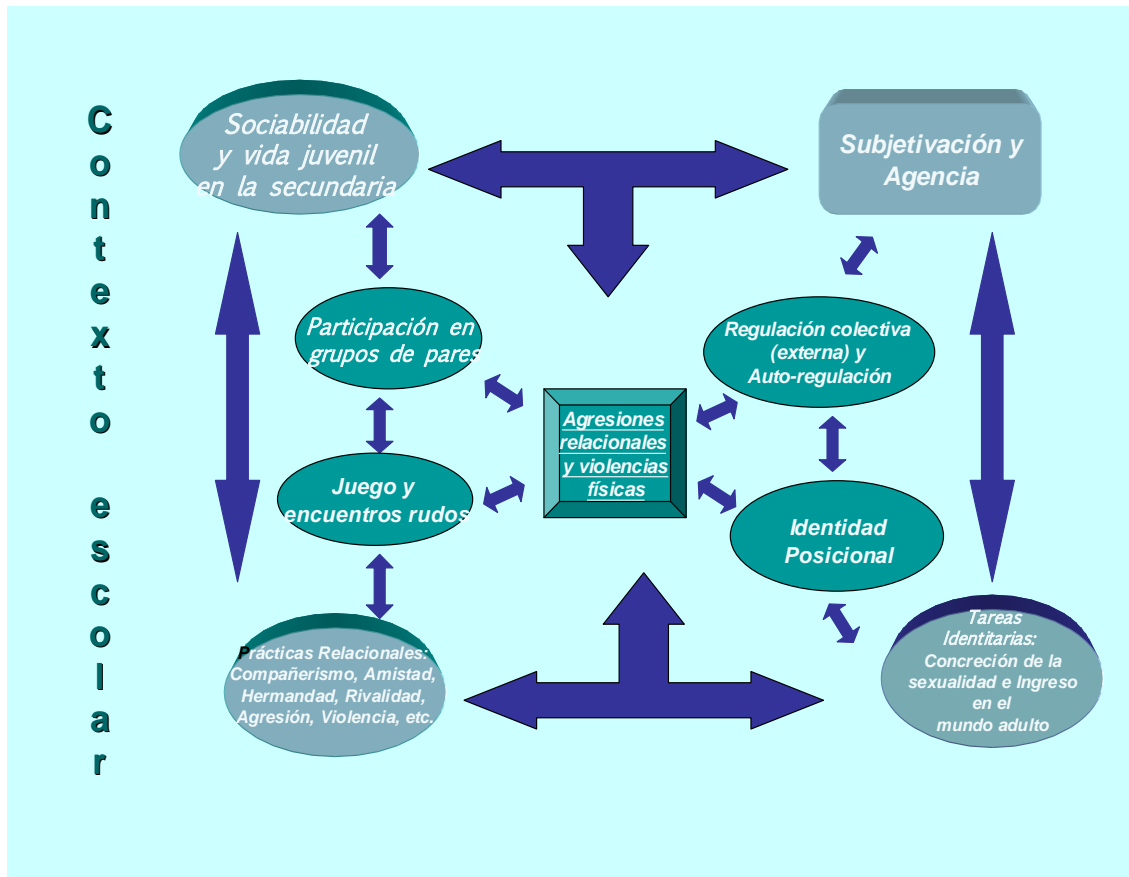 Contexto escolar
Sociabilidad
y vida juvenil
en la secundaria
Subjetivación y
Agencia
Participación en
grupos de pares
Regulación colectiva
(externa) y
Auto-regulación
Agresiones
relacionales
y violencias
físicas
Juego y
encuentros rudos
Identidad
Posicional
Prácticas Relacionales:
Compañerismo, Amistad,
Hermandad, Rivalidad,
Agresión, Violencia, etc.
Tareas
Identitarias:
Concreción de la
sexualidad e Ingreso
en el
mundo adulto